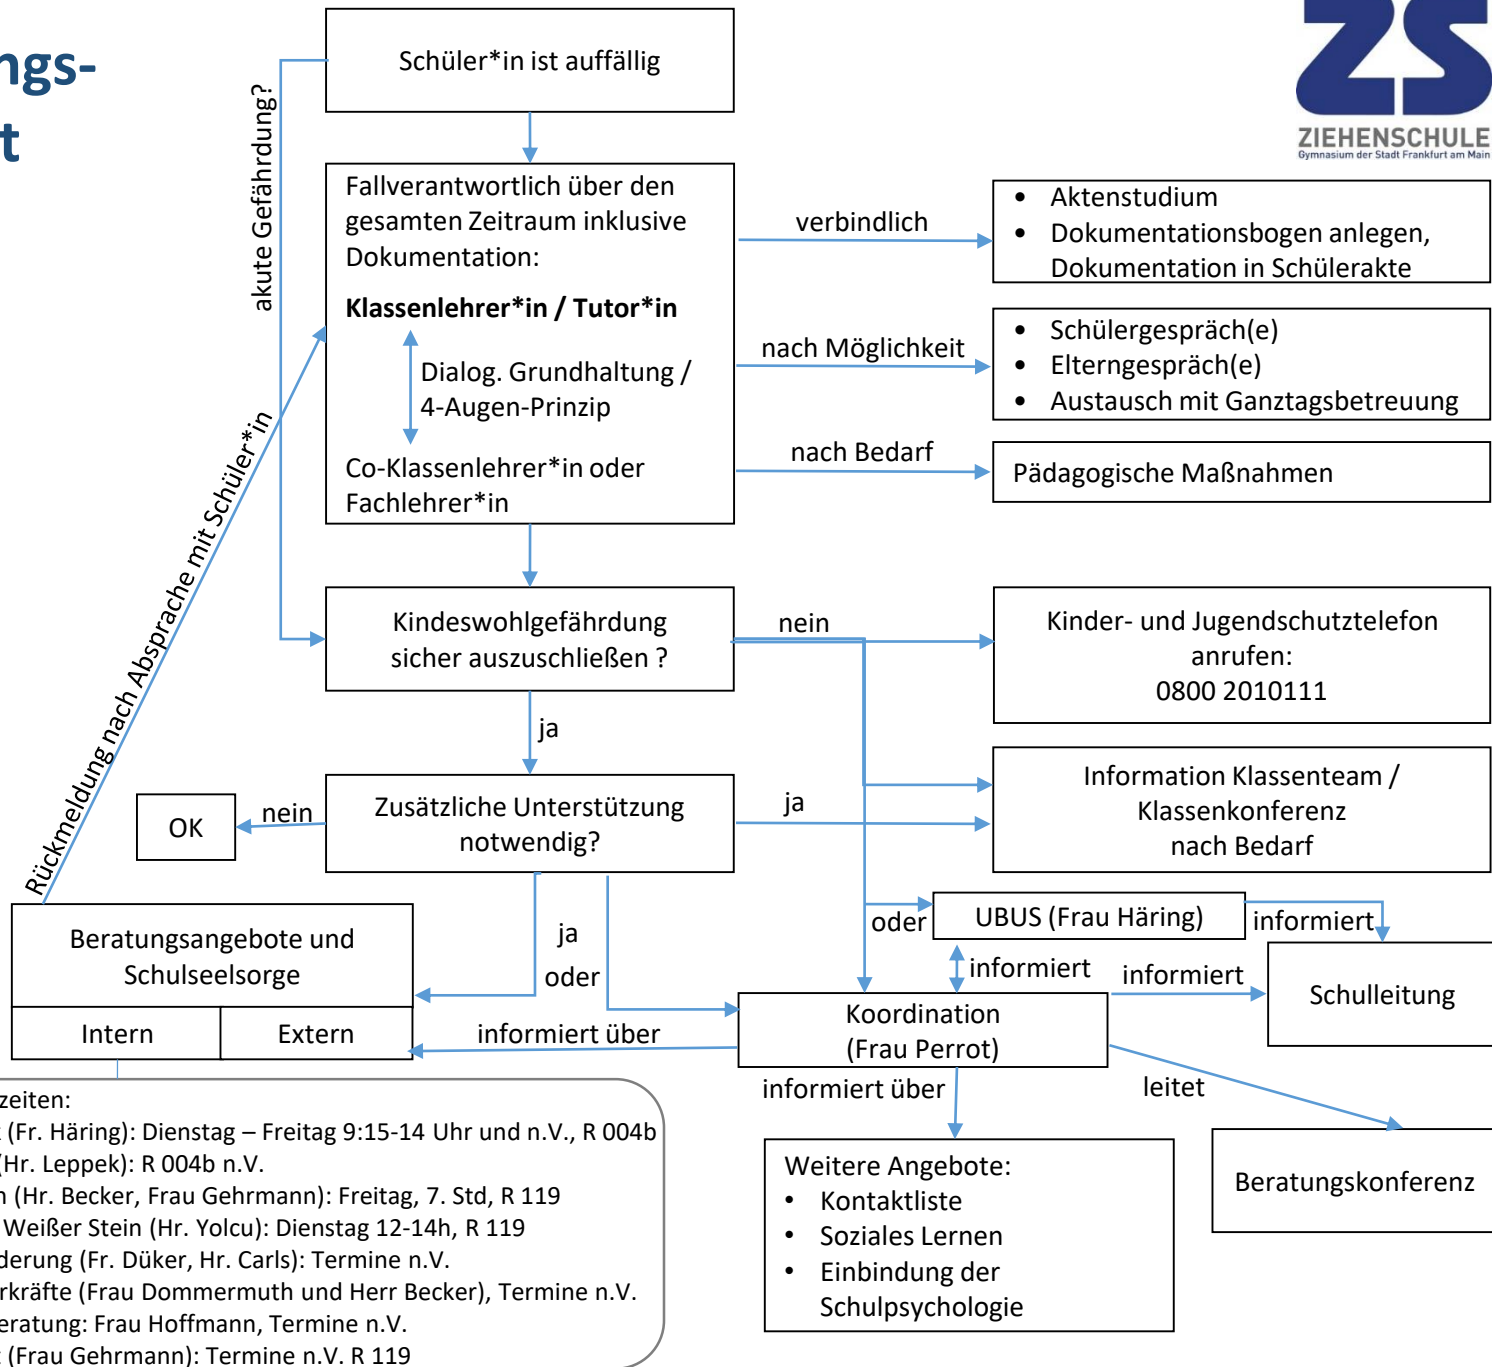 ngs-
t
ZS
ZIEHENSCHULE
Gymnasium der Stadt Frankfurt am Main
Schüler*in ist auffällig
akute Gefährdung?
Fallverantwortlich über den
gesamten Zeitraum inklusive
Dokumentation:
Klassenlehrer*in / Tutor*in
Dialog. Grundhaltung /
4-Augen-Prinzip
Co-Klassenlehrer*in oder
Fachlehrer*in
verbindlich
• Aktenstudium
• Dokumentationsbogen anlegen,
Dokumentation in Schülerakte
nach Möglichkeit
• Schülergespräch(e)
• Elterngespräch(e)
• Austausch mit Ganztagsbetreuung
nach Bedarf
Pädagogische Maßnahmen
Rückmeldung nach Absprache mit Schüler*in
Kindeswohlgefährdung
sicher auszuschließen ?
nein
Kinder- und Jugendschutztelefon
anrufen:
0800 2010111
ja
Zusätzliche Unterstützung
notwendig?
nein
OK
ja
Information Klassenteam /
Klassenkonferenz
nach Bedarf
oder
UBUS (Frau Häring)
informiert
informiert
informiert
Schulleitung
Beratungsangebote und
Schulseelsorge
Intern
Extern
ja
oder
informiert über
Koordination
(Frau Perrot)
informiert über
leitet
Beratungskonferenz
Weitere Angebote:
• Kontaktliste
• Soziales Lernen
• Einbindung der
Schulpsychologie
zeiten:
(Fr. Häring): Dienstag – Freitag 9:15-14 Uhr und n.V., R 004b
(Hr. Leppek): R 004b n.V.
n (Hr. Becker, Frau Gehrmann): Freitag, 7. Std, R 119
Weißer Stein (Hr. Yolcu): Dienstag 12-14h, R 119
derung (Fr. Düker, Hr. Carls): Termine n.V.
rkräfte (Frau Dommermuth und Herr Becker), Termine n.V.
eratung: Frau Hoffmann, Termine n.V.
t (Frau Gehrmann): Termine n.V. R 119